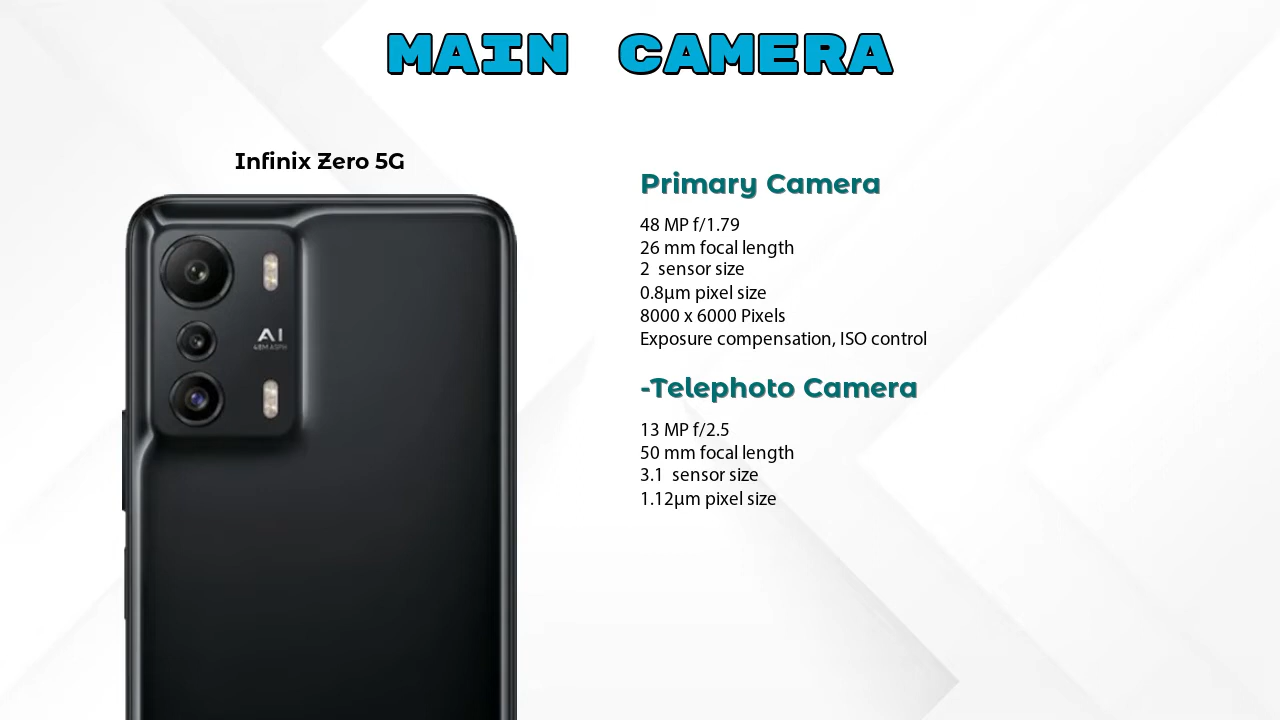 MAIN CAMERA
Infinix Zero 5G
Primary Camera
48 MP f/1.79
26 mm focal length
2  sensor size
0.8µm pixel size
8000 x 6000 Pixels
Exposure compensation, ISO control
-Telephoto Camera
13 MP f/2.5
50 mm focal length
3.1  sensor size
1.12µm pixel size
AI